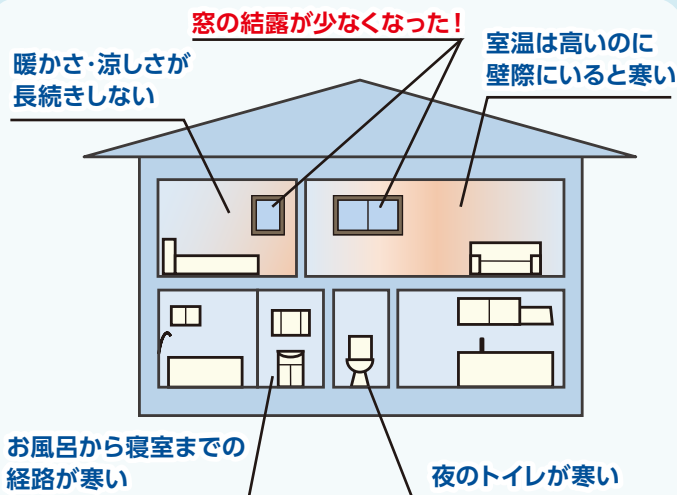 窓の結露が少なくなった!
暖かさ・涼しさが
長続きしない
室温は高いのに
壁際にいると寒い
お風呂から寝室までの
経路が寒い
夜のトイレが寒い